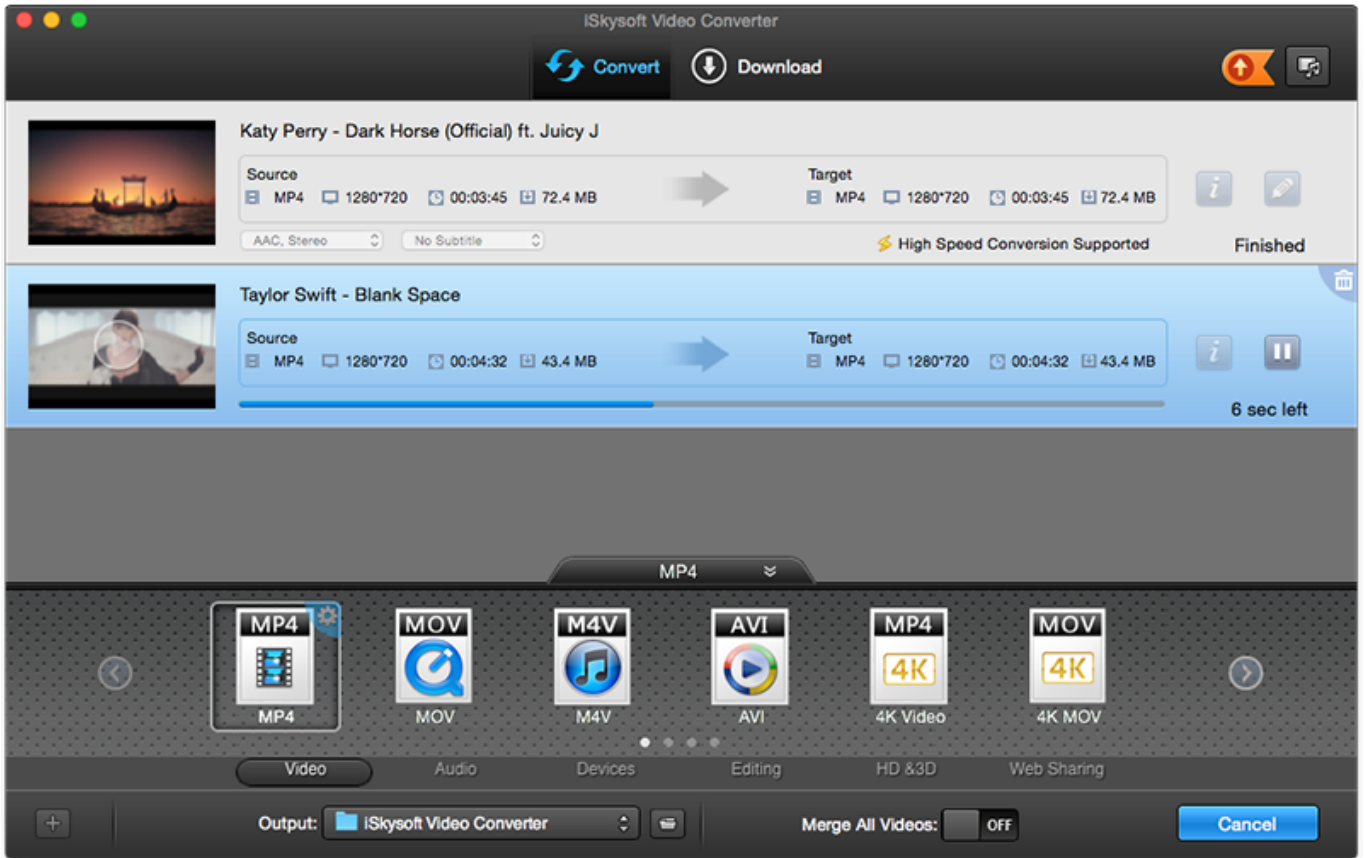 iSkysoft Video Converter
Convert Download
Katy Perry - Dark Horse (Official) ft. Juicy J
Source Target
MP4 1280*720 00:03:45 72.4 MB MP4 1280*720 00:03:45 72.4 MB
AAC, Stereo No Subtitle High Speed Conversion Supported Finished
Taylor Swift - Blank Space
Source Target
MP4 1280*720 00:04:32 43.4 MB MP4 1280*720 00:04:32 43.4 MB
6 sec left
MP4
MP4 MOV M4V AVI MP4 MOV
4K 4K
MP4 MOV M4V AVI 4K Video 4K MOV
Video Audio Devices Editing HD &3D Web Sharing
Output: iSkysoft Video Converter Merge All Videos: OFF Cancel